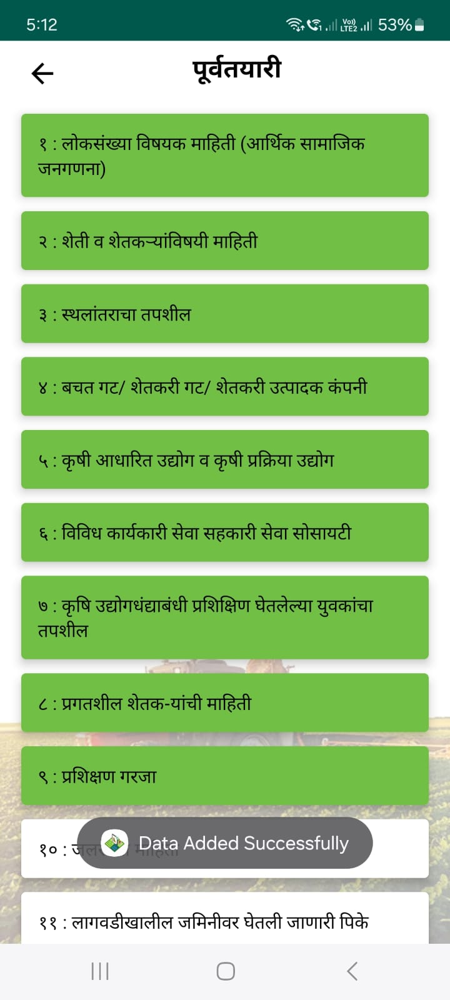 5:12
Vo)) LTE2 53%
पूर्वतयारी
१ : लोकसंख्या विषयक माहिती (आर्थिक सामाजिक
जनगणना)
२ : शेती व शेतकऱ्यांविषयी माहिती
३ : स्थलांतराचा तपशील
४ : बचत गट/ शेतकरी गट/ शेतकरी उत्पादक कंपनी
५ : कृषी आधारित उद्योग व कृषी प्रक्रिया उद्योग
६ : विविध कार्यकारी सेवा सहकारी सेवा सोसायटी
७ : कृषि उद्योगधंद्याबंधी प्रशिक्षिण घेतलेल्या युवकांचा
तपशील
८ : प्रगतशील शेतक-यांची माहिती
९ : प्रशिक्षण गरजा
१० :
Data Added Successfully
११ : लागवडीखालील जमिनीवर घेतली जाणारी पिके